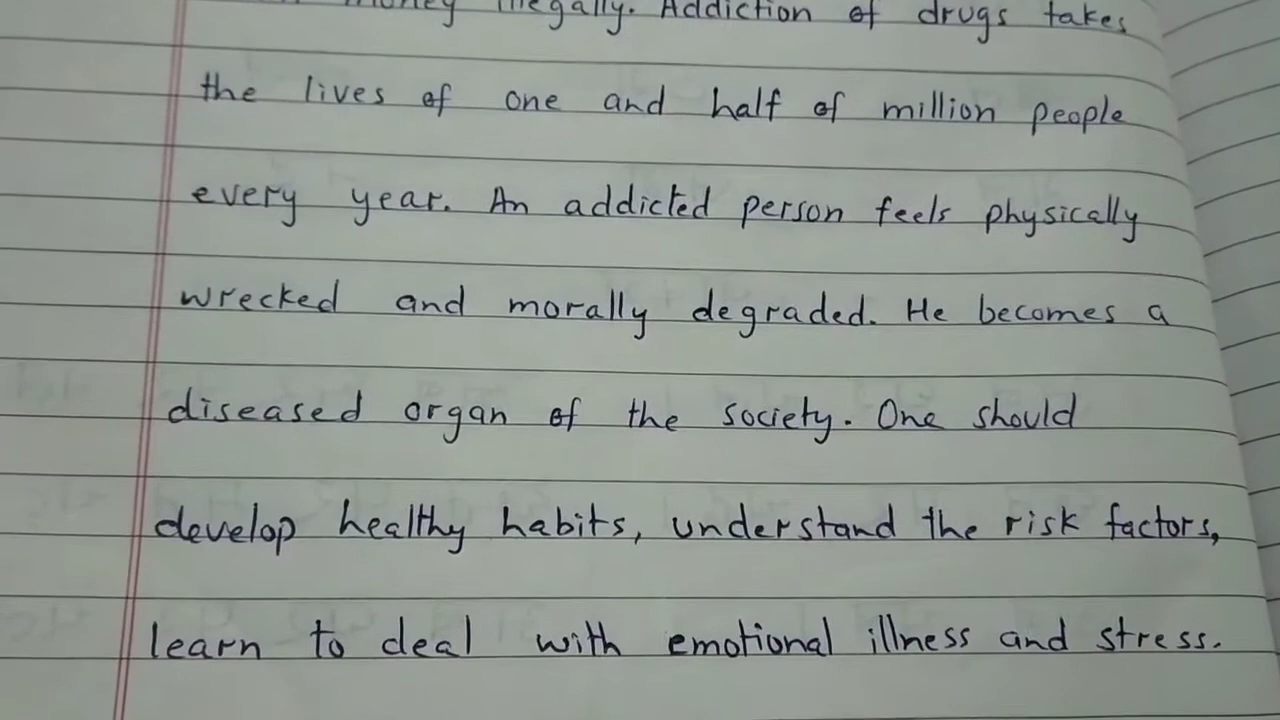 money illegally. Addiction of drugs takes
the lives of one and half of million people
every year. An addicted person feels physically
wrecked and morally degraded. He becomes a
diseased organ of the society. One should
develop healthy habits, understand the risk factors,
learn to deal with emotional illness and stress.